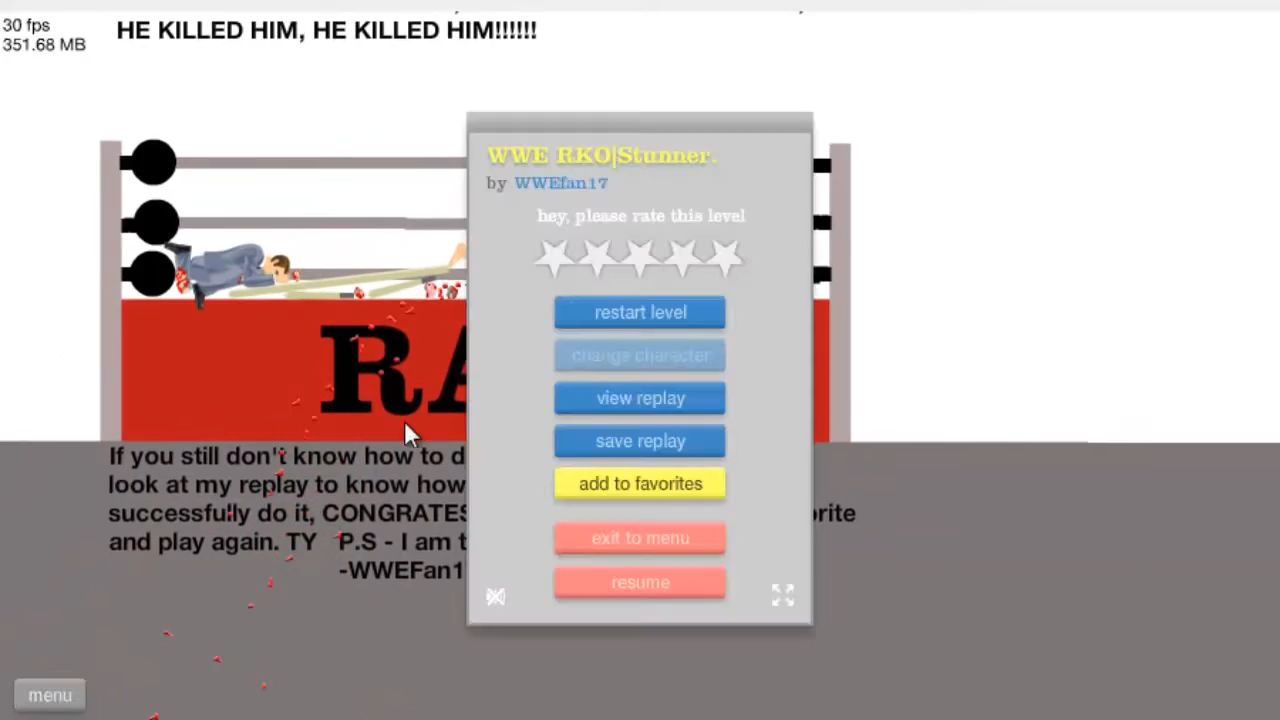 30 fps
351.68 MB
HE KILLED HIM, HE KILLED HIM!!!!!!
WWE RKO|Stunner.
by WWEfan17
hey, please rate this level
restart level
change character
view replay
save replay
add to favorites
exit to menu
resume
RA
If you still don't know how to d
look at my replay to know how
successfully do it, CONGRATES
and play again. TY P.S - I am t
-WWEFan1
menu